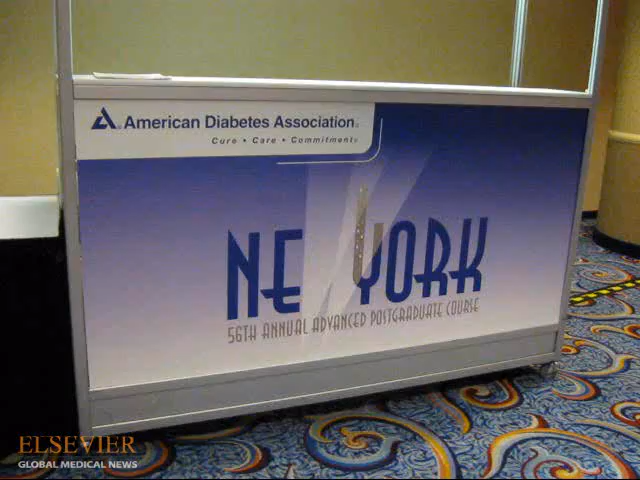 American Diabetes Association®
Cure • Care • Commitment®
NEW YORK
56TH ANNUAL ADVANCED POSTGRADUATE COURSE
ELSEVIER
GLOBAL MEDICAL NEWS